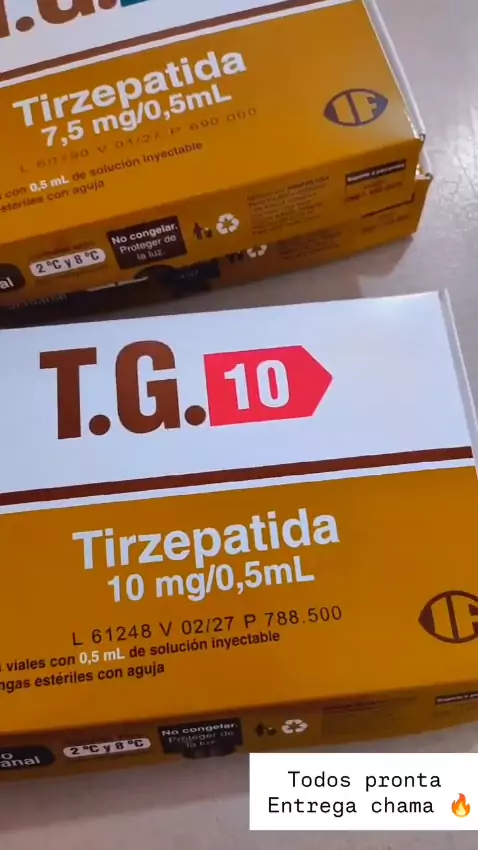 T.G.
Tirzepatida
7,5 mg/0,5mL
con 0,5 mL de solución inyectable
estériles con aguja
2°C y 8°C
No congelar.
Proteger de
la luz.
al
T.G. 10
Tirzepatida
10 mg/0,5mL
L 61248 V 02/27 P 788.500
viales con 0,5 mL de solución inyectable
ngas estériles con aguja
o
anal
2°C y 8°C
No congelar.
Proteger de
la luz.
Todos pronta
Entrega chama 🔥